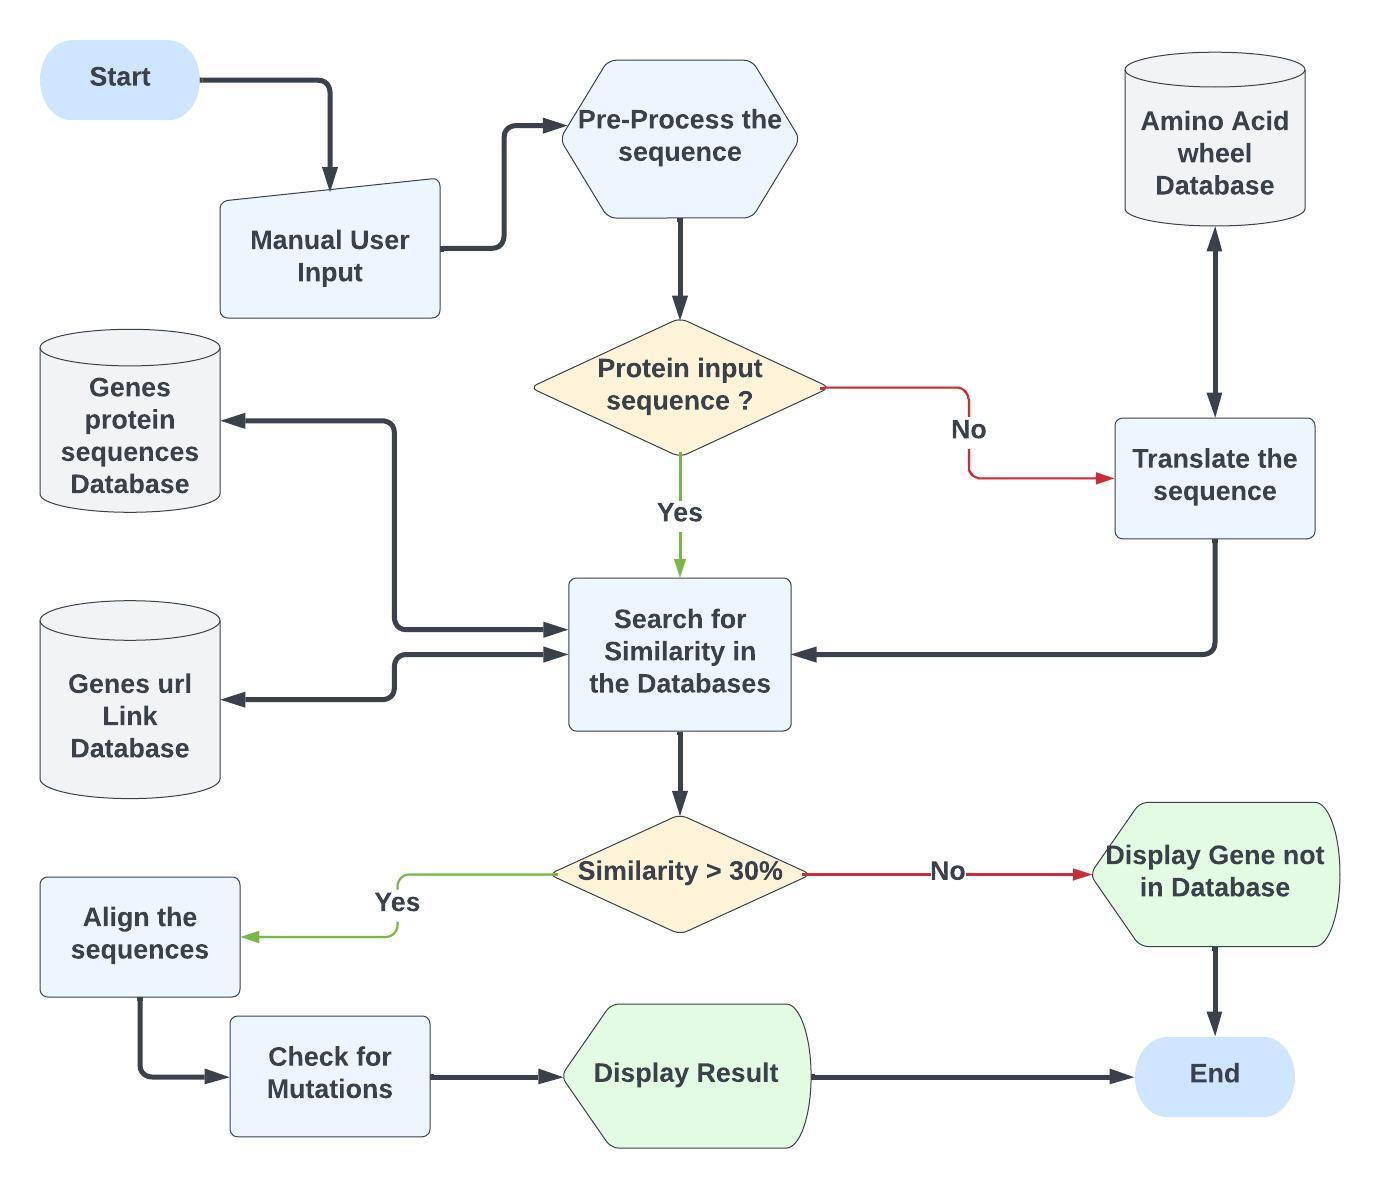 Start
Pre-Process the
sequence
Amino Acid
wheel
Database
Manual User
Input
Genes
protein
sequences
Database
Protein input
sequence ?
No
Translate the
sequence
Yes
Search for
Similarity in
the Databases
Genes url
Link
Database
Similarity > 30%
No
Display Gene not
in Database
Yes
Align the
sequences
Check for
Mutations
Display Result
End